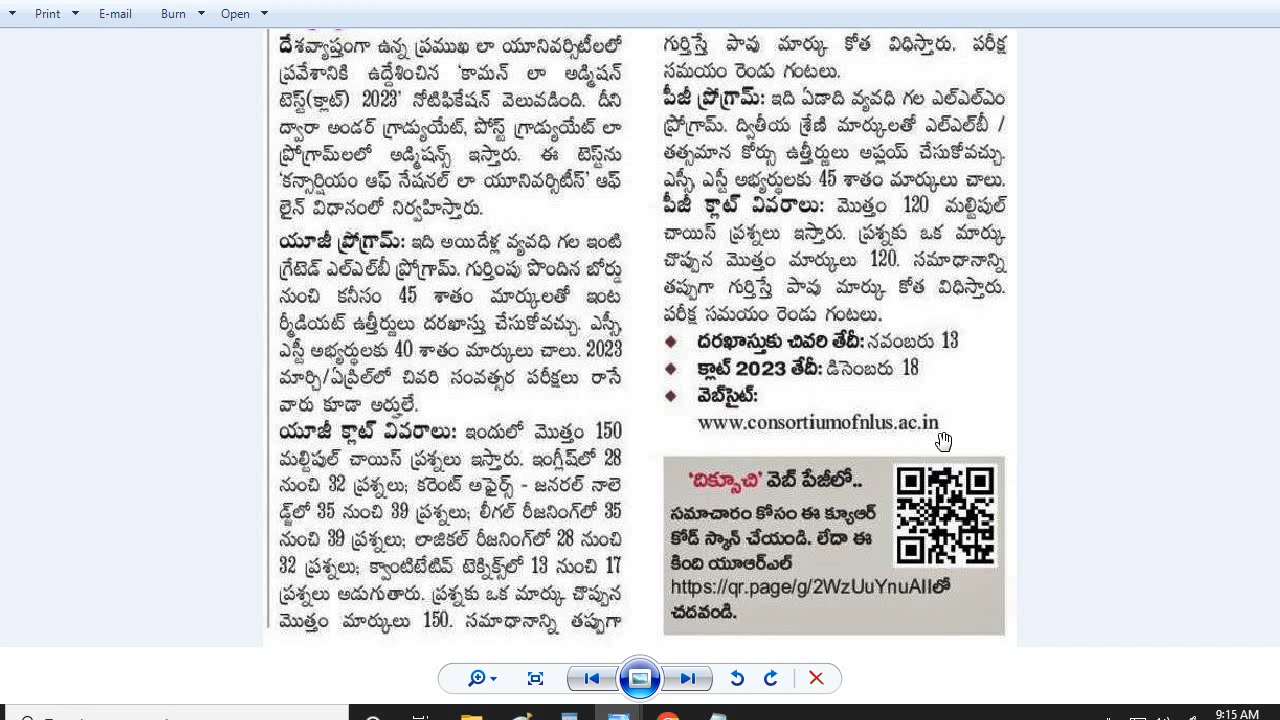 Print
E-mail
Burn
Open
దేశవ్యాప్తంగా ఉన్న ప్రముఖ లా యూనివర్సిటీలలో
ప్రవేశానికి ఉద్దేశించిన ‘కామన్ లా అడ్మిషన్
టెస్ట్(క్లాట్) 2023’ నోటిఫికేషన్ వెలువడింది. దీని
ద్వారా అండర్ గ్రాడ్యుయేట్, పోస్ట్ గ్రాడ్యుయేట్ లా
ప్రోగ్రామ్‌లలో అడ్మిషన్స్ ఇస్తారు. ఈ టెస్ట్‌ను
‘కన్సార్షియం ఆఫ్ నేషనల్ లా యూనివర్సిటీస్’ ఆఫ్
లైన్ విధానంలో నిర్వహిస్తారు.
యూజీ ప్రోగ్రామ్: ఇది అయిదేళ్ల వ్యవధి గల ఇంటి
గ్రేటెడ్ ఎల్ఎల్‌బీ ప్రోగ్రామ్. గుర్తింపు పొందిన బోర్డు
నుంచి కనీసం 45 శాతం మార్కులతో ఇంట
ర్మీడియట్ ఉత్తీర్ణులు దరఖాస్తు చేసుకోవచ్చు. ఎస్సీ,
ఎస్టీ అభ్యర్థులకు 40 శాతం మార్కులు చాలు. 2023
మార్చి/ఏప్రిల్‌లో చివరి సంవత్సర పరీక్షలు రాసే
వారు కూడా అర్హులే.
యూజీ క్లాట్ వివరాలు: ఇందులో మొత్తం 150
మల్టిపుల్ చాయిస్ ప్రశ్నలు ఇస్తారు. ఇంగ్లీష్‌లో 28
నుంచి 32 ప్రశ్నలు; కరెంట్ అఫైర్స్ - జనరల్ నాలె
డ్జ్‌లో 35 నుంచి 39 ప్రశ్నలు; లీగల్ రీజనింగ్‌లో 35
నుంచి 39 ప్రశ్నలు; లాజికల్ రీజనింగ్‌లో 28 నుంచి
32 ప్రశ్నలు; క్వాంటిటేటివ్ టెక్నిక్స్‌లో 13 నుంచి 17
ప్రశ్నలు అడుగుతారు. ప్రశ్నకు ఒక మార్కు చొప్పున
మొత్తం మార్కులు 150. సమాధానాన్ని తప్పుగా
గుర్తిస్తే పావు మార్కు కోత విధిస్తారు. పరీక్ష
సమయం రెండు గంటలు.
పీజీ ప్రోగ్రామ్: ఇది ఏడాది వ్యవధి గల ఎల్ఎల్ఎం
ప్రోగ్రామ్. ద్వితీయ శ్రేణి మార్కులతో ఎల్ఎల్‌బీ /
తత్సమాన కోర్సు ఉత్తీర్ణులు అప్లయ్ చేసుకోవచ్చు.
ఎస్సీ, ఎస్టీ అభ్యర్థులకు 45 శాతం మార్కులు చాలు.
పీజీ క్లాట్ వివరాలు: మొత్తం 120 మల్టిపుల్
చాయిస్ ప్రశ్నలు ఇస్తారు. ప్రశ్నకు ఒక మార్కు
చొప్పున మొత్తం మార్కులు 120. సమాధానాన్ని
తప్పుగా గుర్తిస్తే పావు మార్కు కోత విధిస్తారు.
పరీక్ష సమయం రెండు గంటలు.
♦ దరఖాస్తుకు చివరి తేదీ: నవంబరు 13
♦ క్లాట్ 2023 తేదీ: డిసెంబరు 18
♦ వెబ్‌సైట్:
www.consortiumofnlus.ac.in
‘దిక్సూచి’ వెబ్ పేజీలో..
సమాచారం కోసం ఈ క్యూఆర్
కోడ్ స్కాన్ చేయండి. లేదా ఈ
కింది యూఆర్ఎల్
https://qr.page/g/2WzUuYnuAllలో
చదవండి.
9:15 AM